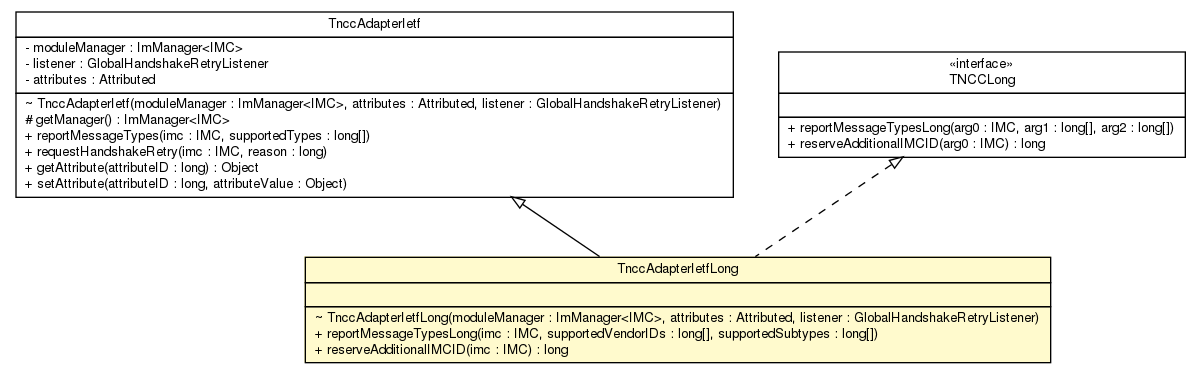 TnccAdapterIetf
- moduleManager : ImManager<IMC>
- listener : GlobalHandshakeRetryListener
- attributes : Attributed
~ TnccAdapterIetf(moduleManager : ImManager<IMC>, attributes : Attributed, listener : GlobalHandshakeRetryListener)
# getManager() : ImManager<IMC>
+ reportMessageTypes(imc : IMC, supportedTypes : long[])
+ requestHandshakeRetry(imc : IMC, reason : long)
+ getAttribute(attributeID : long) : Object
+ setAttribute(attributeID : long, attributeValue : Object)
«interface»
TNCCLong
+ reportMessageTypesLong(arg0 : IMC, arg1 : long[], arg2 : long[])
+ reserveAdditionalIMCID(arg0 : IMC) : long
TnccAdapterIetfLong
~ TnccAdapterIetfLong(moduleManager : ImManager<IMC>, attributes : Attributed, listener : GlobalHandshakeRetryListener)
+ reportMessageTypesLong(imc : IMC, supportedVendorIDs : long[], supportedSubtypes : long[])
+ reserveAdditionalIMCID(imc : IMC) : long